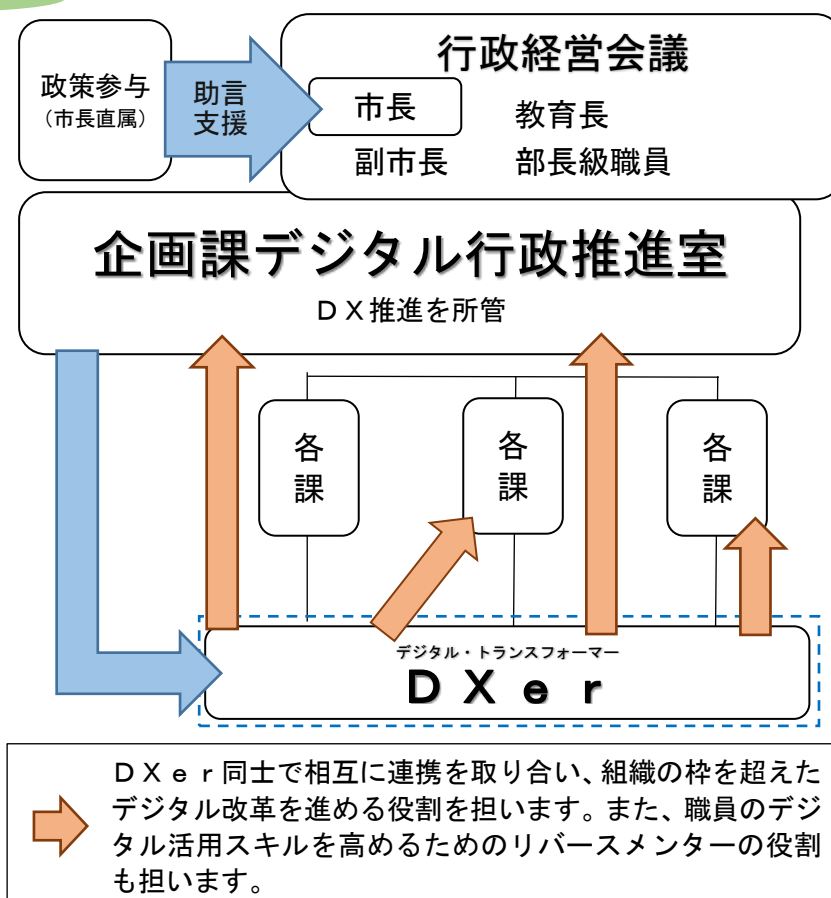 政策参与
（市長直属）
助言
支援
行政経営会議
市長
教育長
副市長
部長級職員
企画課デジタル行政推進室
ＤＸ推進を所管
各
課
各
課
各
課
デジタル・トランスフォーマー
ＤＸｅｒ
ＤＸｅｒ同士で相互に連携を取り合い、組織の枠を超えた
デジタル改革を進める役割を担います。また、職員のデジ
タル活用スキルを高めるためのリバースメンターの役割
も担います。